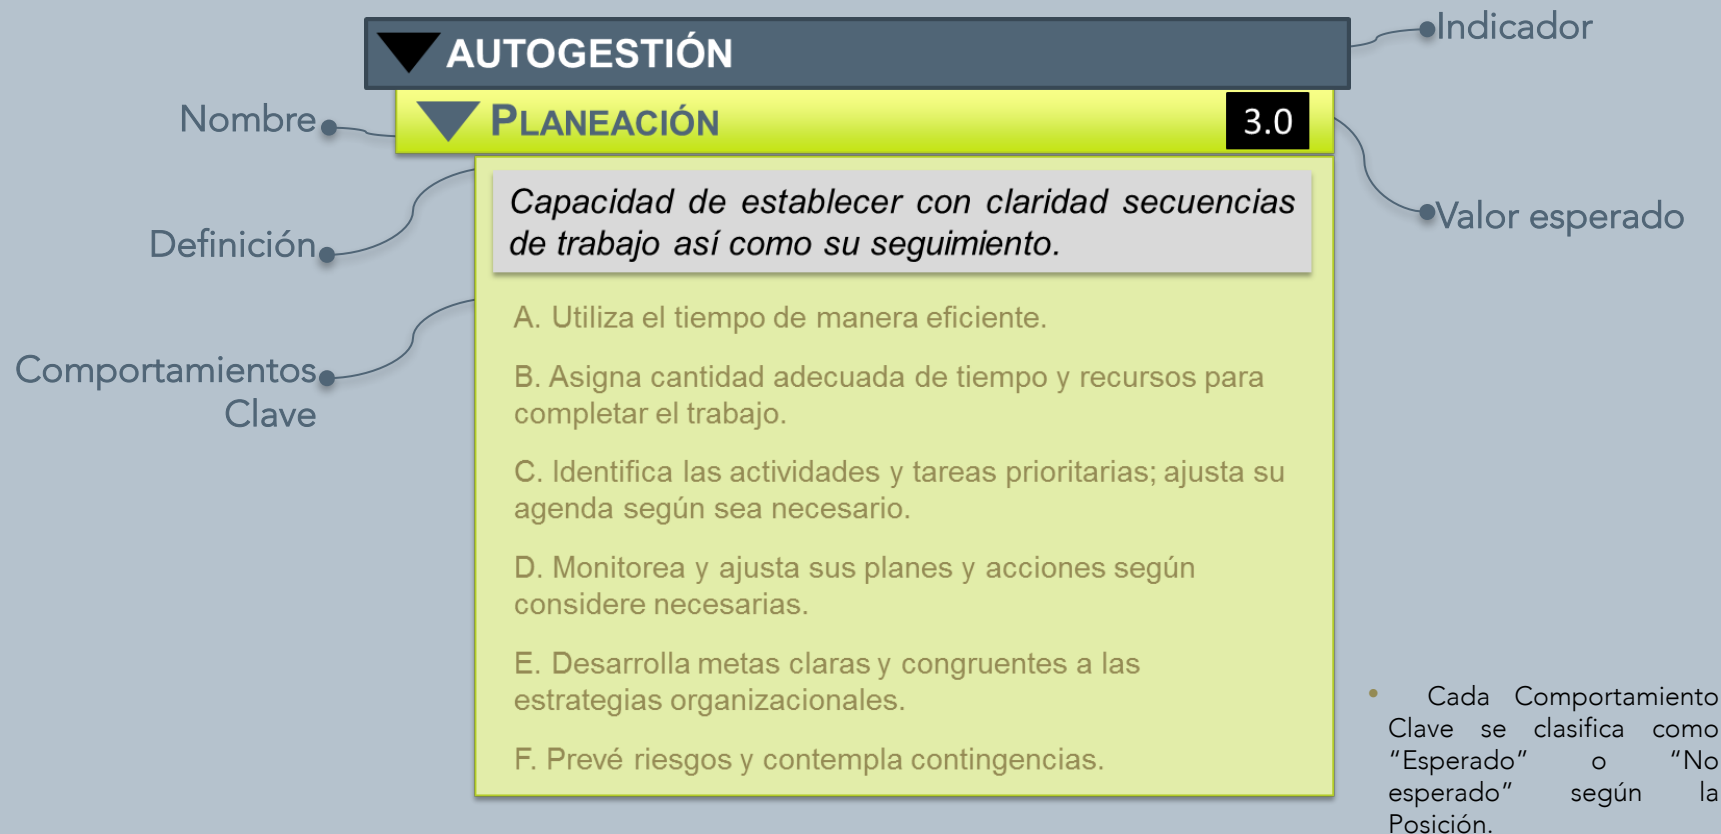 AUTOGESTIÓN
Indicador
Nombre
PLANEACIÓN
3.0
Capacidad de establecer con claridad secuencias
de trabajo así como su seguimiento.
Valor esperado
Definición
A. Utiliza el tiempo de manera eficiente.
Comportamientos
Clave
B. Asigna cantidad adecuada de tiempo y recursos para
completar el trabajo.
C. Identifica las actividades y tareas prioritarias; ajusta su
agenda según sea necesario.
D. Monitorea y ajusta sus planes y acciones según
considere necesarias.
E. Desarrolla metas claras y congruentes a las
estrategias organizacionales.
F. Prevé riesgos y contempla contingencias.
• Cada Comportamiento
Clave se clasifica como
“Esperado” o “No
esperado” según la
Posición.